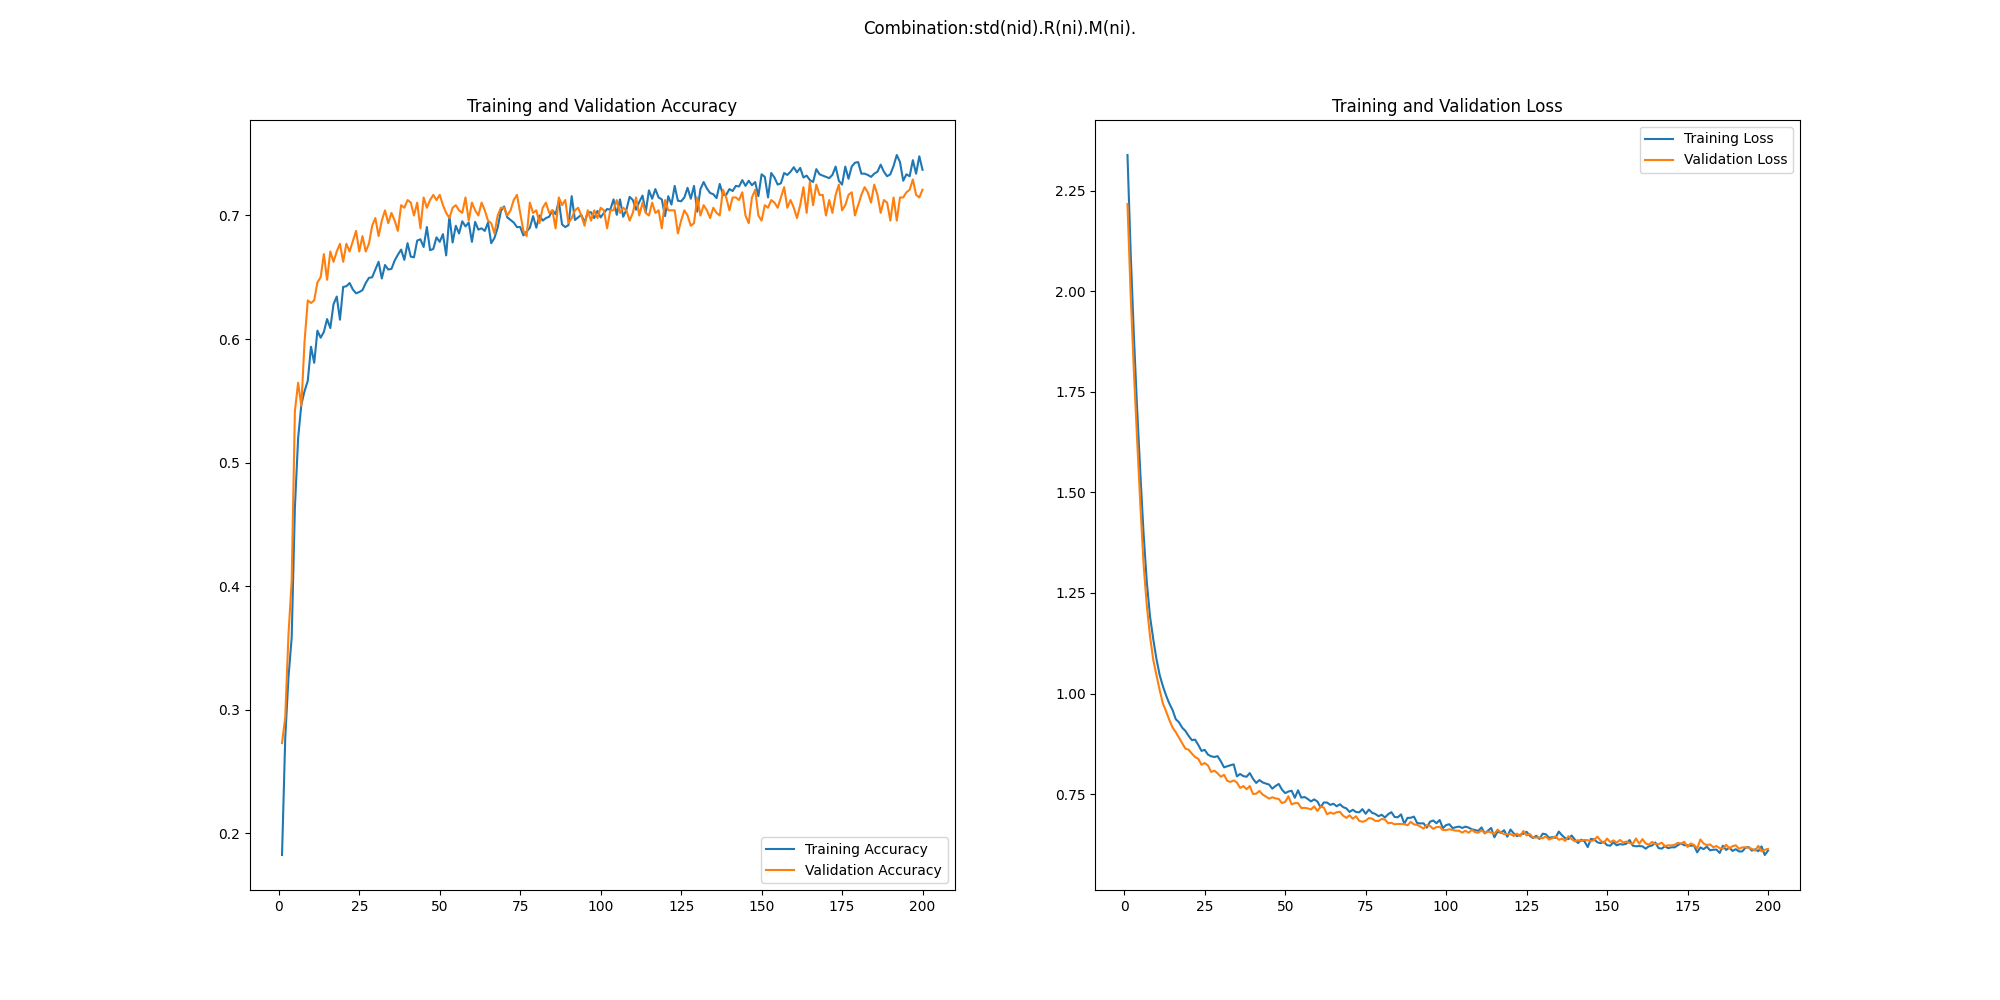 Combination:std(nid).R(ni).M(ni).
Training and Validation Accuracy
0.7
0.6
0.5
0.4
0.3
0.2
0 25 50 75 100 125 150 175 200
Training Accuracy
Validation Accuracy
Training and Validation Loss
2.25
2.00
1.75
1.50
1.25
1.00
0.75
0 25 50 75 100 125 150 175 200
Training Loss
Validation Loss